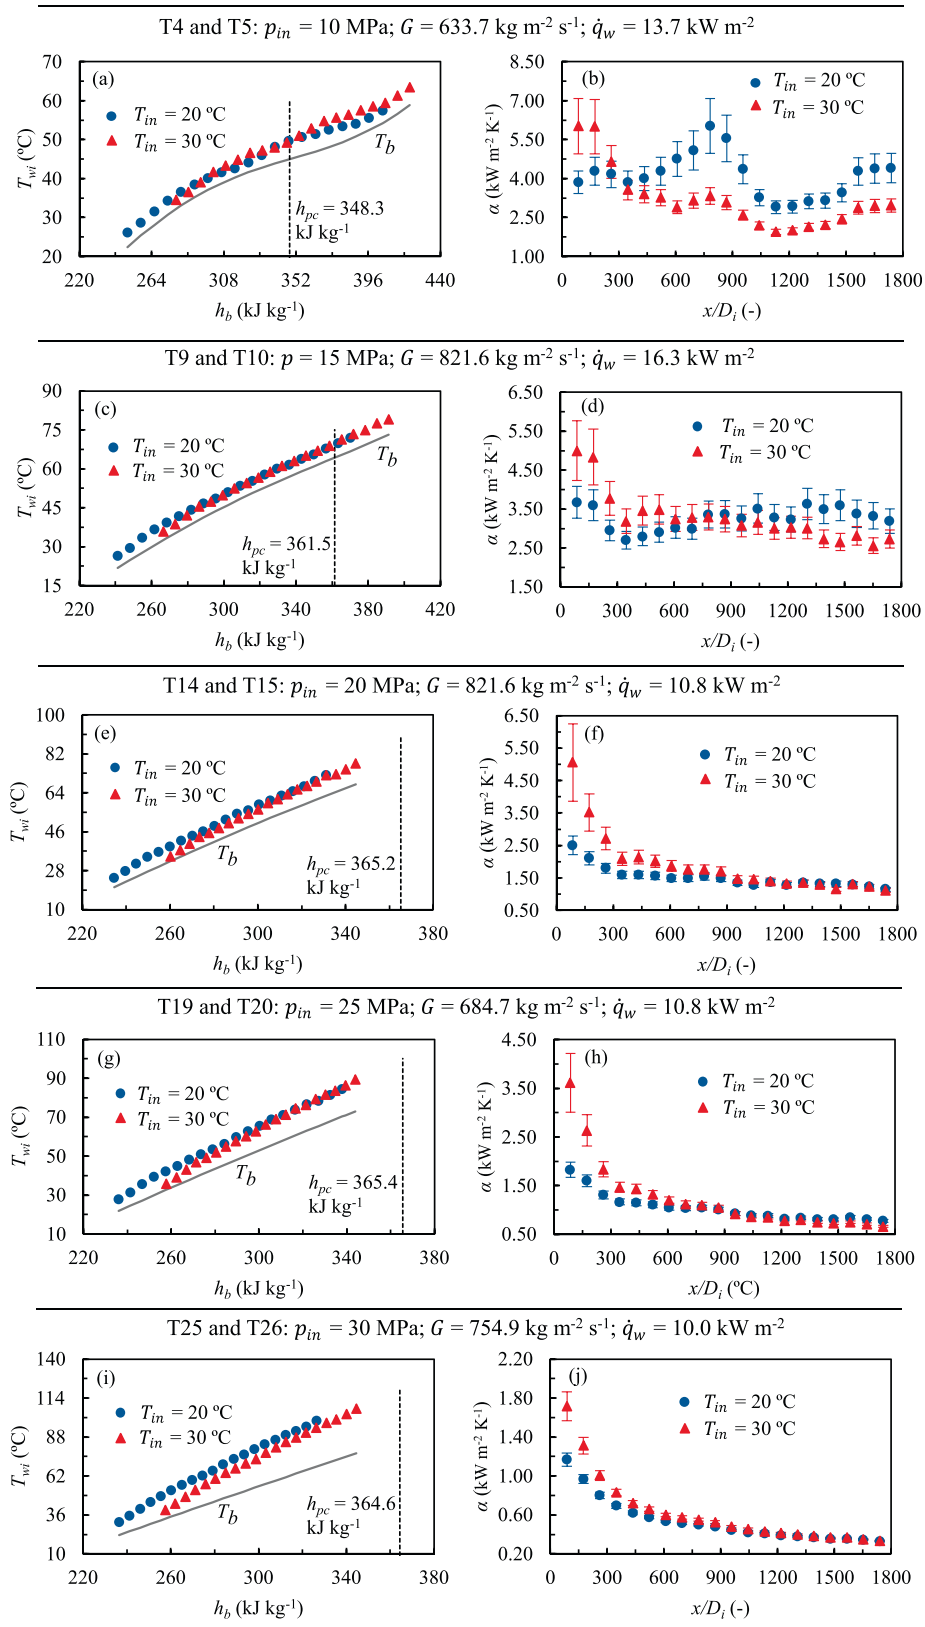 T4 and T5: p_in = 10 MPa; G = 633.7 kg m⁻² s⁻¹; q̇_w = 13.7 kW m⁻²
(a)
T_in = 20 ºC
T_in = 30 ºC
T_b
h_pc = 348.3
kJ kg⁻¹
70
60
50
40
30
20
T_wi (ºC)
220 264 308 352 396 440
h_b (kJ kg⁻¹)
(b)
T_in = 20 ºC
T_in = 30 ºC
8.50
7.00
5.50
4.00
2.50
1.00
α (kW m⁻² K⁻¹)
0 300 600 900 1200 1500 1800
x/D_i (-)
T9 and T10: p = 15 MPa; G = 821.6 kg m⁻² s⁻¹; q̇_w = 16.3 kW m⁻²
(c)
T_in = 20 ºC
T_in = 30 ºC
T_b
h_pc = 361.5
kJ kg⁻¹
90
75
60
45
30
15
T_wi (ºC)
220 260 300 340 380 420
h_b (kJ kg⁻¹)
(d)
T_in = 20 ºC
T_in = 30 ºC
6.50
5.50
4.50
3.50
2.50
1.50
α (kW m⁻² K⁻¹)
0 300 600 900 1200 1500 1800
x/D_i (-)
T14 and T15: p_in = 20 MPa; G = 821.6 kg m⁻² s⁻¹; q̇_w = 10.8 kW m⁻²
(e)
T_in = 20 ºC
T_in = 30 ºC
T_b
h_pc = 365.2
kJ kg⁻¹
100
82
64
46
28
10
T_wi (ºC)
220 260 300 340 380
h_b (kJ kg⁻¹)
(f)
T_in = 20 ºC
T_in = 30 ºC
6.50
5.50
4.50
3.50
2.50
1.50
0.50
α (kW m⁻² K⁻¹)
0 300 600 900 1200 1500 1800
x/D_i (-)
T19 and T20: p_in = 25 MPa; G = 684.7 kg m⁻² s⁻¹; q̇_w = 10.8 kW m⁻²
(g)
T_in = 20 ºC
T_in = 30 ºC
T_b
h_pc = 365.4
kJ kg⁻¹
110
90
70
50
30
10
T_wi (ºC)
220 260 300 340 380
h_b (kJ kg⁻¹)
(h)
T_in = 20 ºC
T_in = 30 ºC
4.50
3.50
2.50
1.50
0.50
α (kW m⁻² K⁻¹)
0 300 600 900 1200 1500 1800
x/D_i (ºC)
T25 and T26: p_in = 30 MPa; G = 754.9 kg m⁻² s⁻¹; q̇_w = 10.0 kW m⁻²
(i)
T_in = 20 ºC
T_in = 30 ºC
T_b
h_pc = 364.6
kJ kg⁻¹
140
114
88
62
36
10
T_wi (ºC)
220 260 300 340 380
h_b (kJ kg⁻¹)
(j)
T_in = 20 ºC
T_in = 30 ºC
2.20
1.80
1.40
1.00
0.60
0.20
α (kW m⁻² K⁻¹)
0 300 600 900 1200 1500 1800
x/D_i (-)